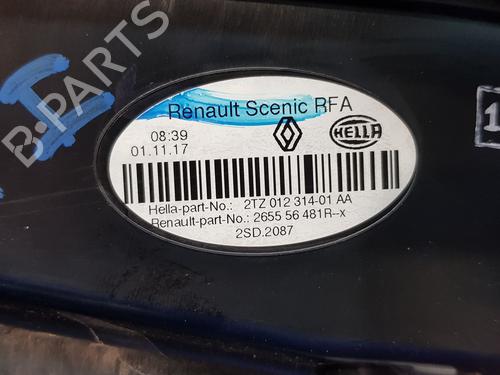 B-PARTS
Renault Scenic RFA
08:39
01.11.17
HELLA
Hella-part-No.: 2TZ 012 314-01 AA
Renault-part-No.: 2655 56 481R--x
2SD.2087
1